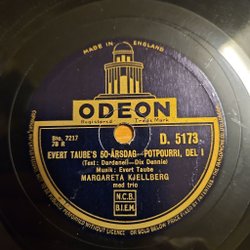 MADE IN ENGLAND
ODEON
Registered Trade Mark
Sto. 7217
78 R
D. 5173
EVERT TAUBE'S 50-ÅRSDAG—POTPOURRI, DEL I
(Text: Dardanell—Dix Dennie)
Musik: Evert Taube
MARGARETA KJELLBERG
med trio
N.C.B.
B.I.E.M.